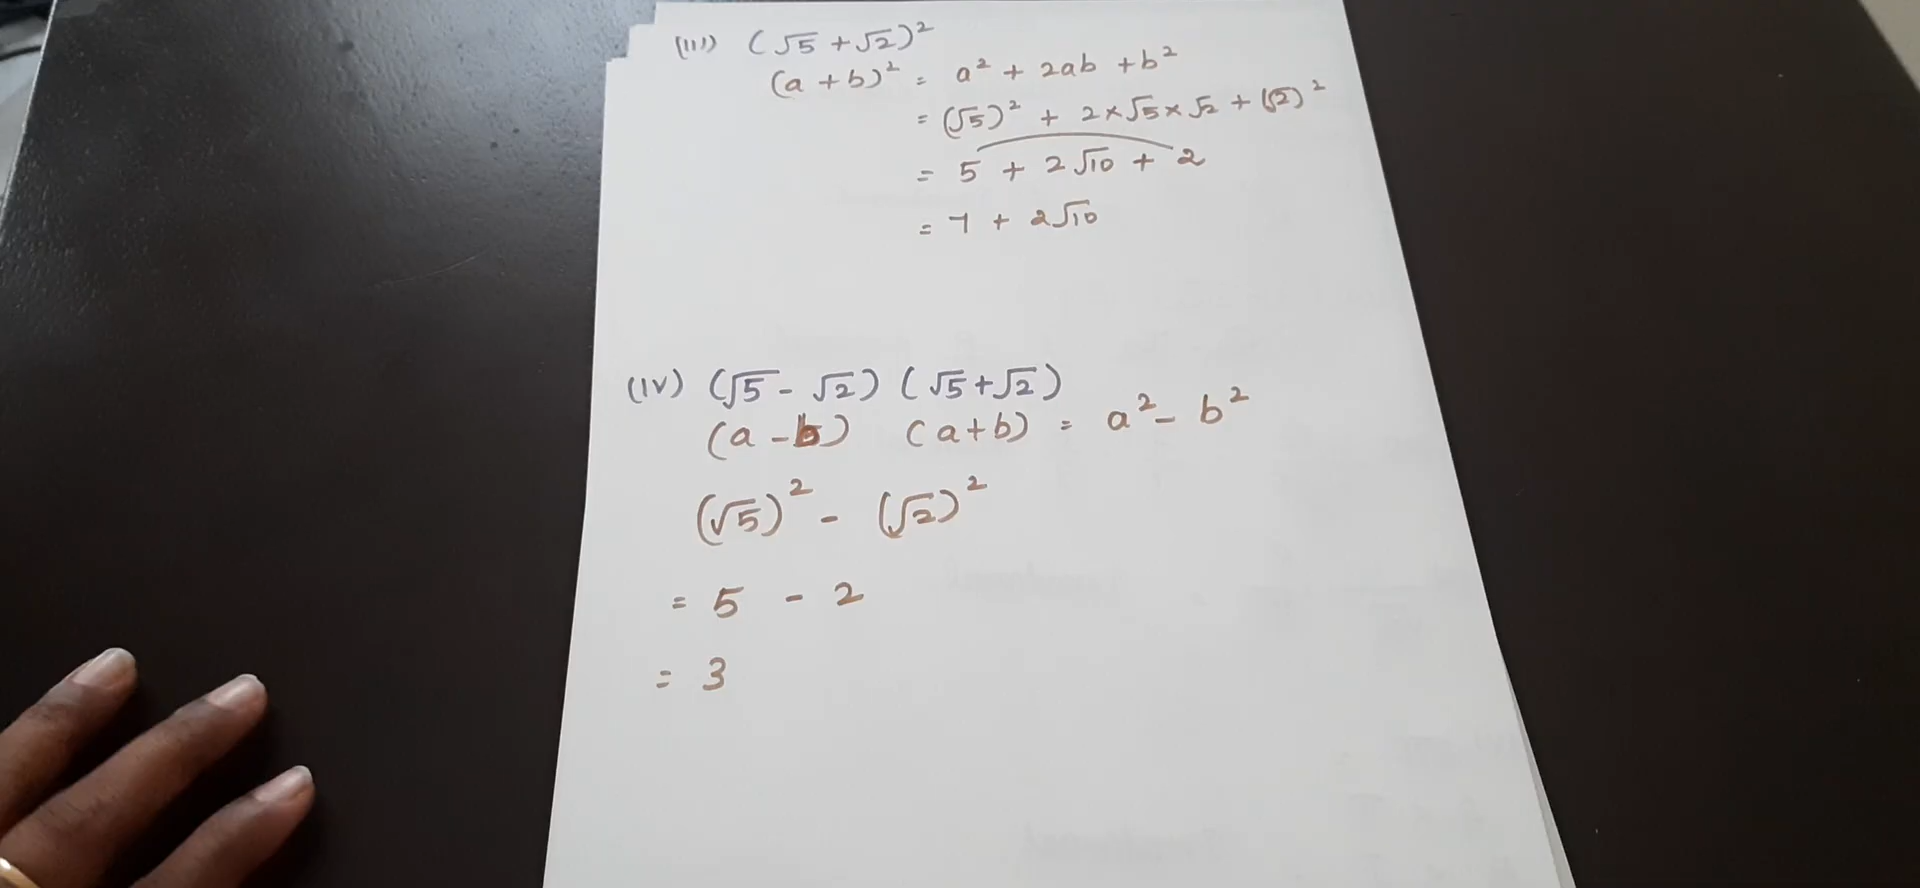 (iii) (√5 + √2)²
(a + b)² = a² + 2ab + b²
= (√5)² + 2×√5×√2 + (√2)²
= 5 + 2√10 + 2
= 7 + 2√10
(iv) (√5 - √2) (√5 + √2)
(a - b) (a + b) = a² - b²
(√5)² - (√2)²
= 5 - 2
= 3